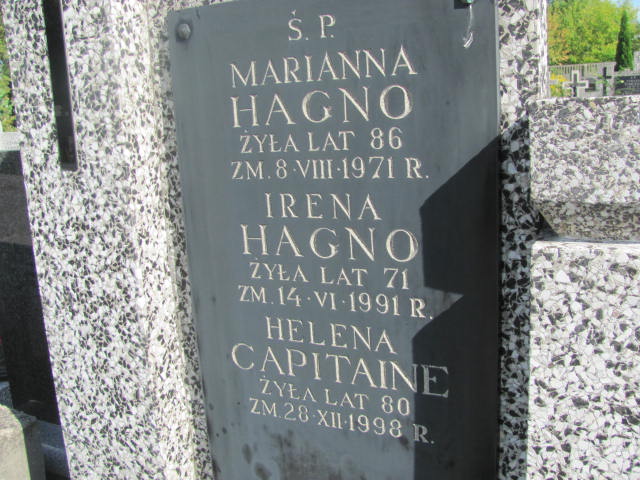 Ś. P.
MARIANNA
HAGNO
ŻYŁA LAT 86
ZM. 8·VIII·1971 R.
IRENA
HAGNO
ŻYŁA LAT 71
ZM. 14·VI·1991 R.
HELENA
CAPITAINE
ŻYŁA LAT 80
ZM. 28·XII·1998 R.